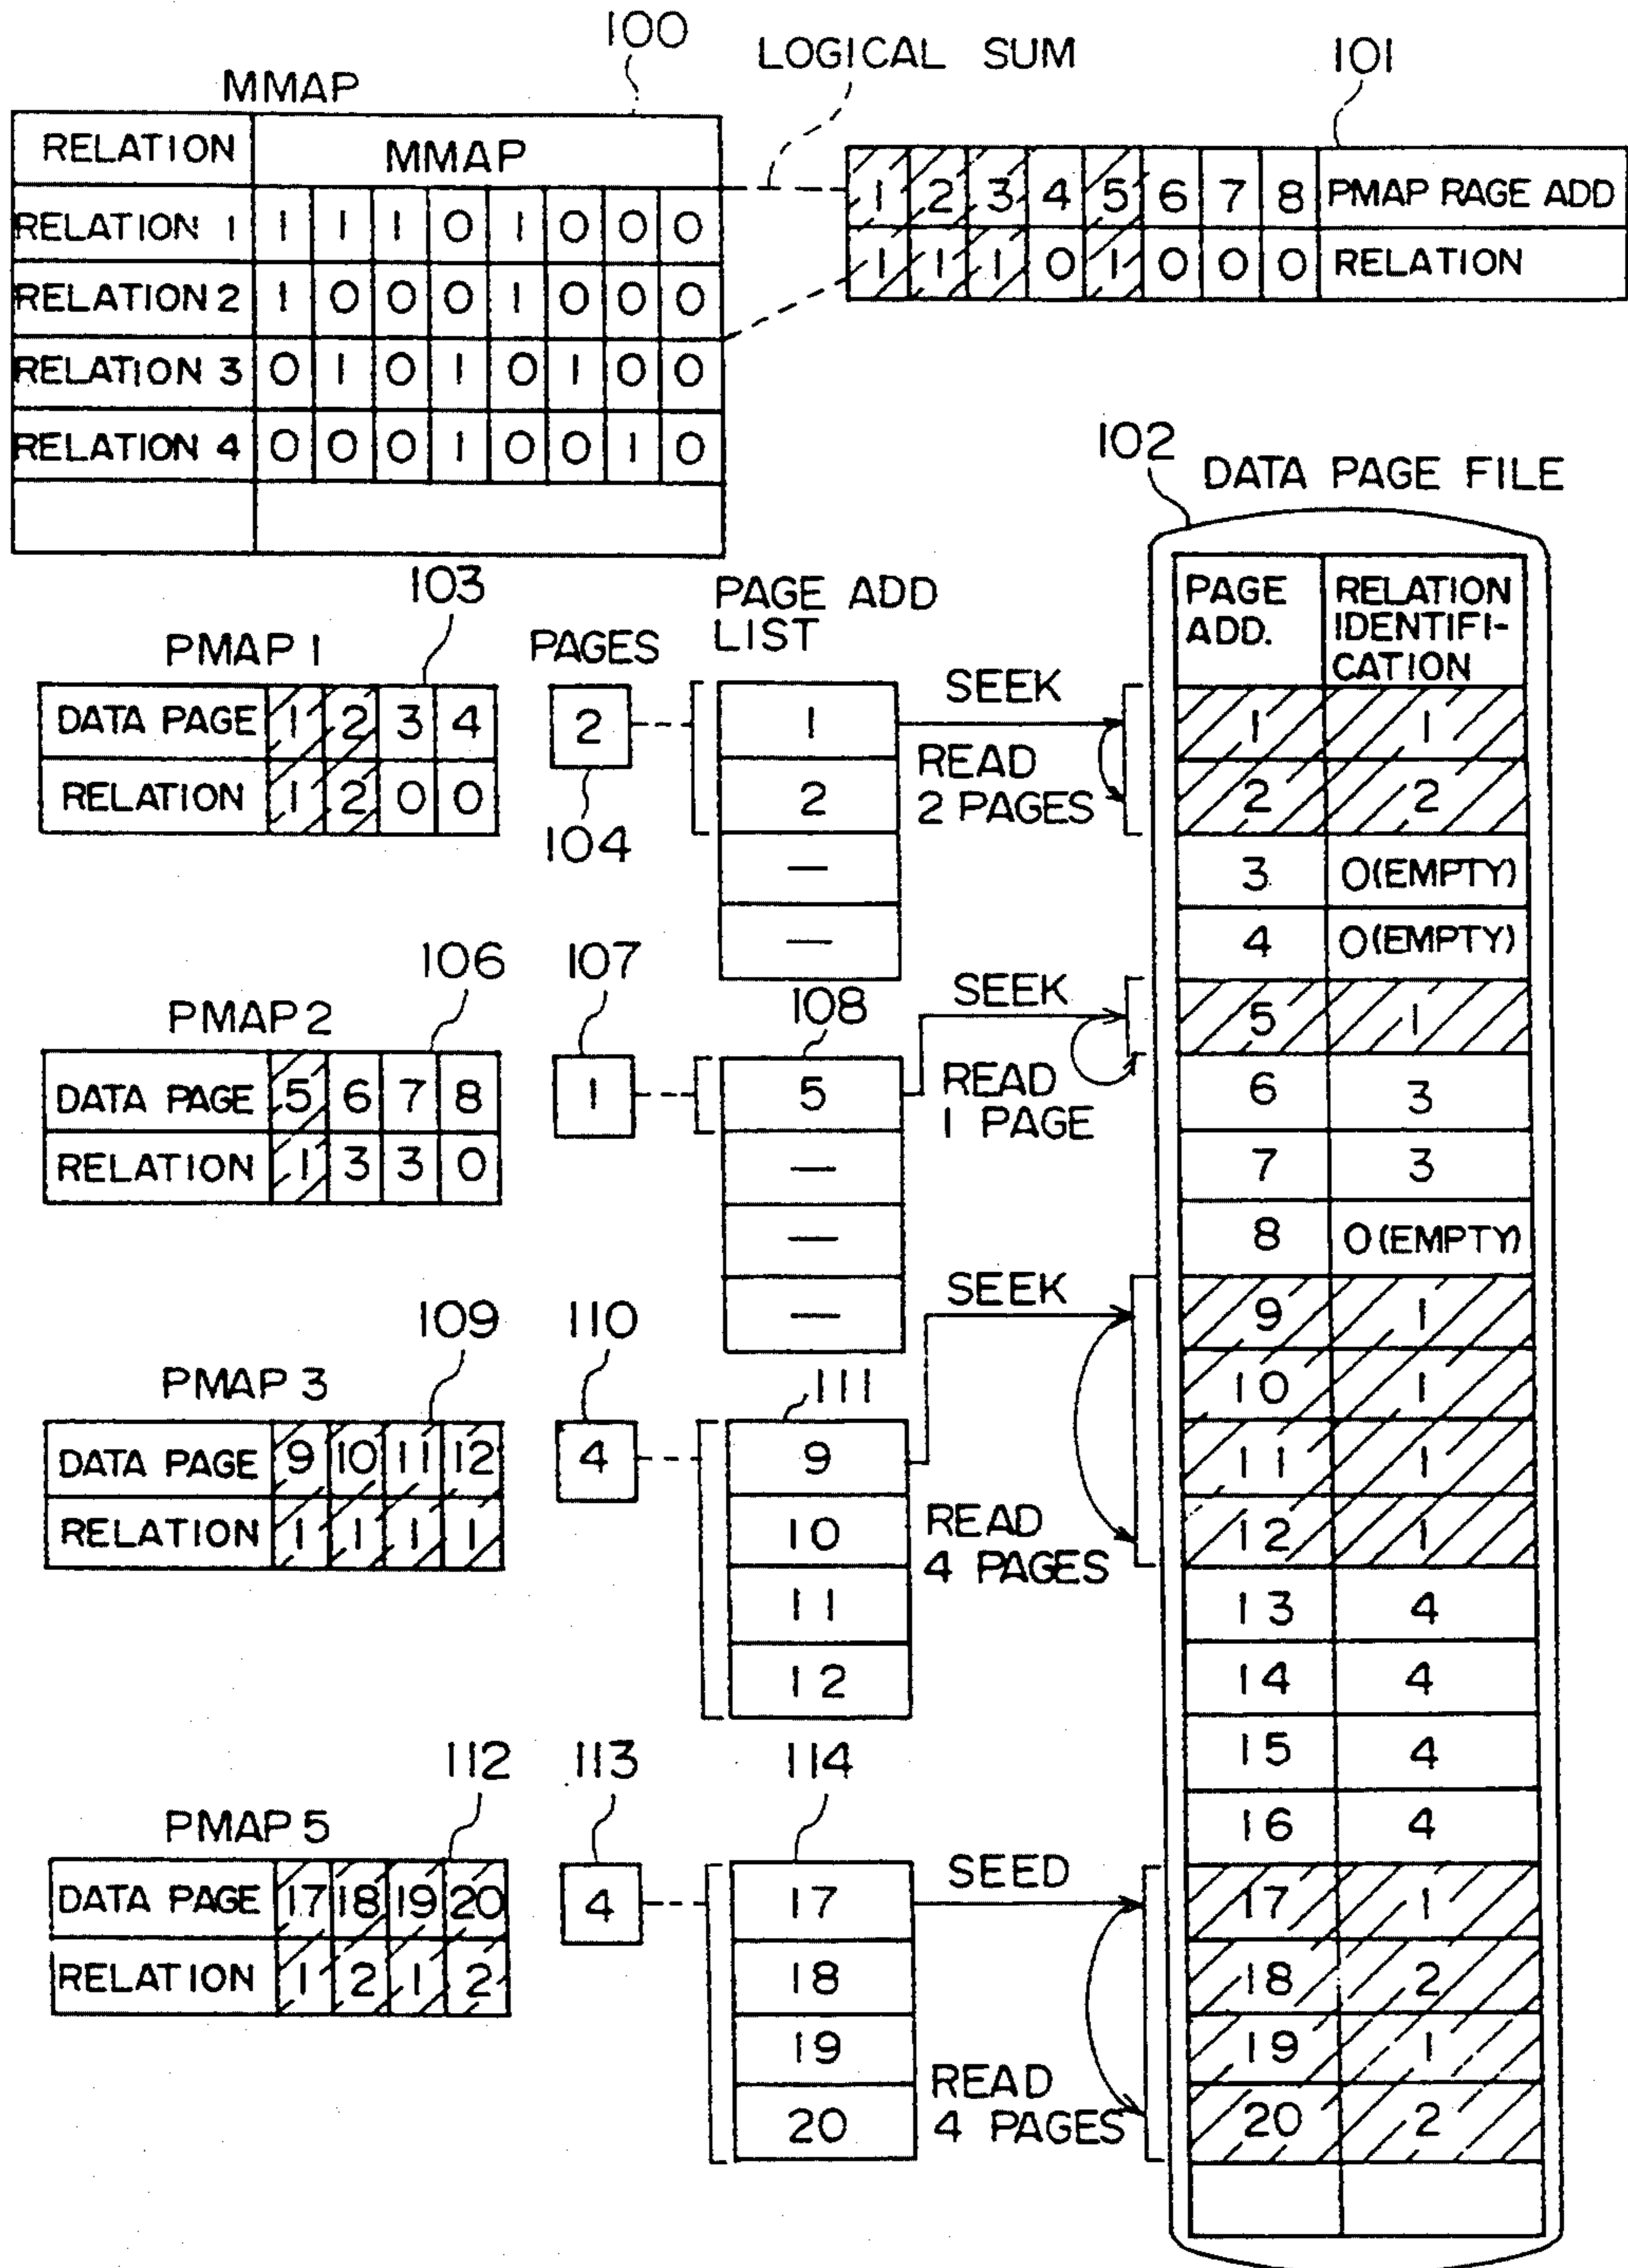 100
LOGICAL SUM
101
MMAP
RELATION MMAP
RELATION 1 1 1 1 0 1 0 0 0
RELATION 2 1 0 0 0 1 0 0 0
RELATION 3 0 1 0 1 0 1 0 0
RELATION 4 0 0 0 1 0 0 1 0
1 2 3 4 5 6 7 8 PMAP RAGE ADD
1 1 1 0 1 0 0 0 RELATION
102
DATA PAGE FILE
PAGE ADD.
RELATION IDENTIFI-
CATION
1 1
2 2
3 0(EMPTY)
4 0(EMPTY)
5 1
6 3
7 3
8 0(EMPTY)
9 1
10 1
11 1
12 1
13 4
14 4
15 4
16 4
17 1
18 2
19 1
20 2
103
PMAP 1
DATA PAGE 1 2 3 4
RELATION 1 2 0 0
PAGES
2
104
PAGE ADD
LIST
1
2
—
—
SEEK
READ
2 PAGES
106
PMAP 2
DATA PAGE 5 6 7 8
RELATION 1 3 3 0
107
1
108
5
—
—
—
SEEK
READ
1 PAGE
109
PMAP 3
DATA PAGE 9 10 11 12
RELATION 1 1 1 1
110
4
111
9
10
11
12
SEEK
READ
4 PAGES
112
PMAP 5
DATA PAGE 17 18 19 20
RELATION 1 2 1 2
113
4
114
17
18
19
20
SEED
READ
4 PAGES